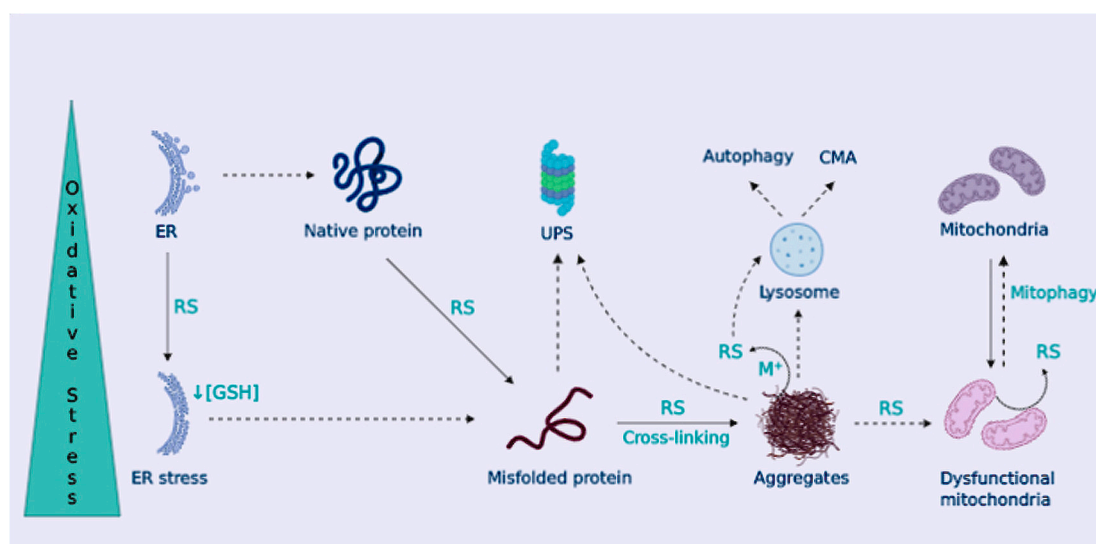 Oxidative Stress
Autophagy
CMA
ER
Native protein
UPS
Mitochondria
Lysosome
RS
RS
Mitophagy
RS
M+
RS
↓[GSH]
RS
Cross-linking
RS
ER stress
Misfolded protein
Aggregates
Dysfunctional
mitochondria